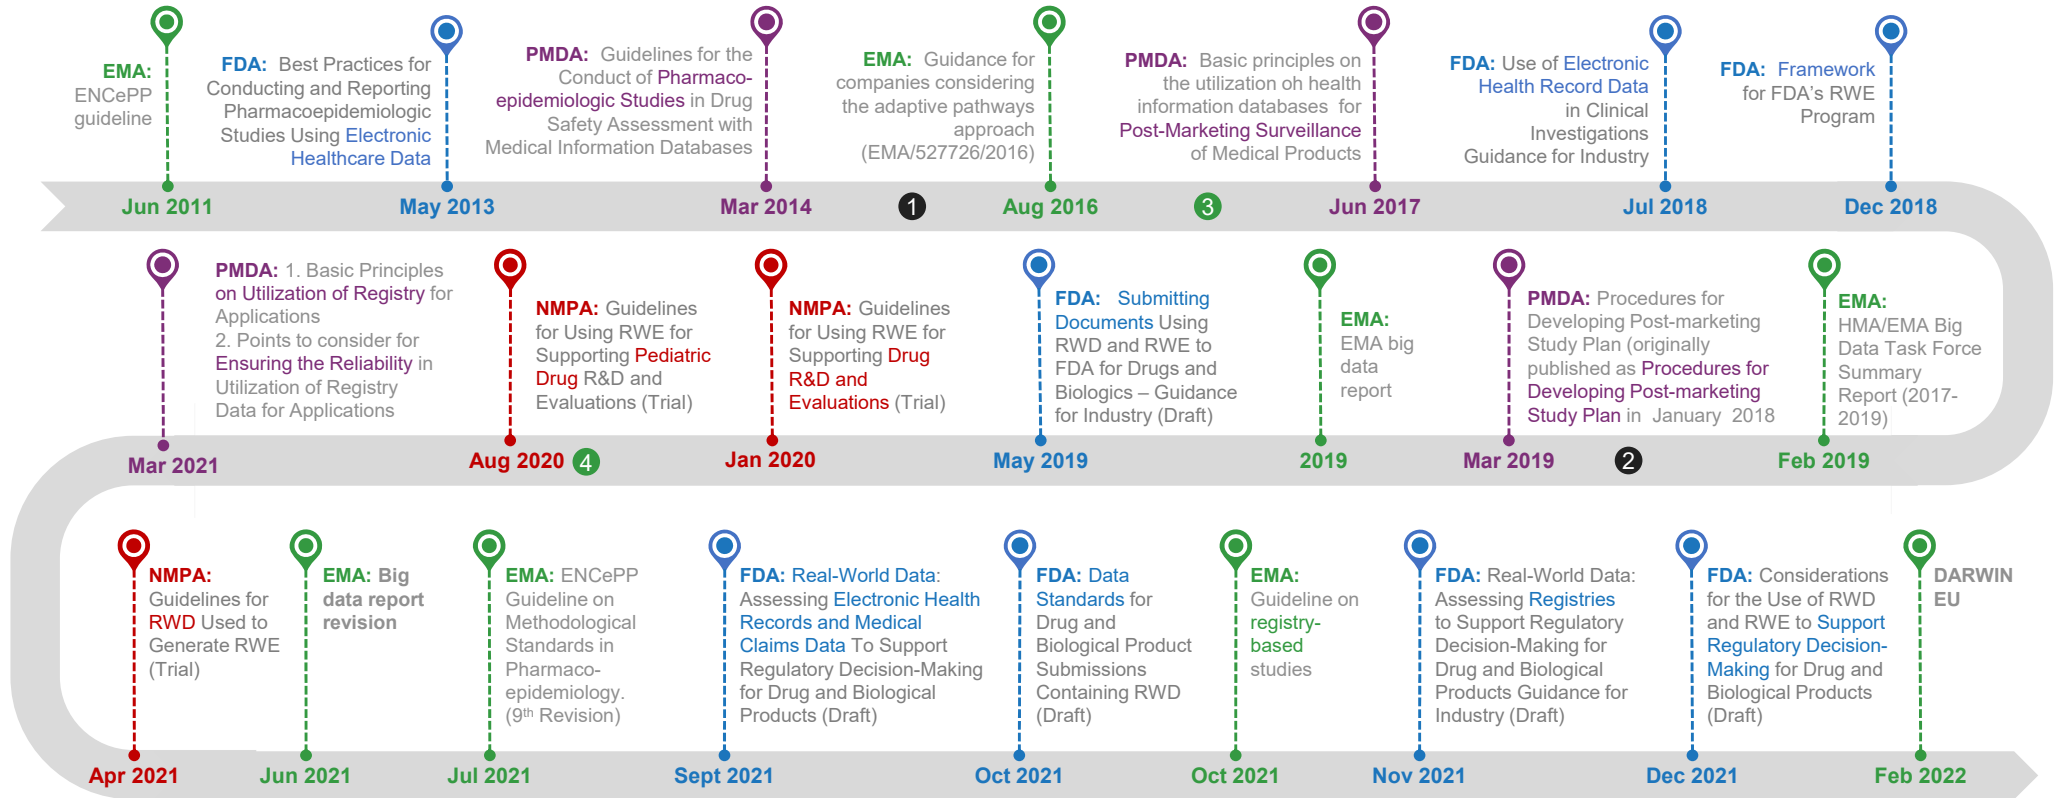 EMA:
ENCePP
guideline
FDA: Best Practices for
Conducting and Reporting
Pharmacoepidemiologic
Studies Using Electronic
Healthcare Data
PMDA: Guidelines for the
Conduct of Pharmaco-
epidemiologic Studies in Drug
Safety Assessment with
Medical Information Databases
EMA: Guidance for
companies considering
the adaptive pathways
approach
(EMA/527726/2016)
PMDA: Basic principles on
the utilization oh health
information databases for
Post-Marketing Surveillance
of Medical Products
FDA: Use of Electronic
Health Record Data
in Clinical
Investigations
Guidance for Industry
FDA: Framework
for FDA's RWE
Program
Jun 2011
May 2013
Mar 2014
1
Aug 2016
3
Jun 2017
Jul 2018
Dec 2018
PMDA: 1. Basic Principles
on Utilization of Registry for
Applications
2. Points to consider for
Ensuring the Reliability in
Utilization of Registry
Data for Applications
NMPA: Guidelines
for Using RWE for
Supporting Pediatric
Drug R&D and
Evaluations (Trial)
NMPA: Guidelines
for Using RWE for
Supporting Drug
R&D and
Evaluations (Trial)
FDA: Submitting
Documents Using
RWD and RWE to
FDA for Drugs and
Biologics – Guidance
for Industry (Draft)
EMA:
EMA big
data
report
PMDA: Procedures for
Developing Post-marketing
Study Plan (originally
published as Procedures for
Developing Post-marketing
Study Plan in January 2018
EMA:
HMA/EMA Big
Data Task Force
Summary
Report (2017-
2019)
Mar 2021
Aug 2020
4
Jan 2020
May 2019
2019
Mar 2019
2
Feb 2019
NMPA:
Guidelines for
RWD Used to
Generate RWE
(Trial)
EMA: Big
data report
revision
EMA: ENCePP
Guideline on
Methodological
Standards in
Pharmaco-
epidemiology.
(9th Revision)
FDA: Real-World Data:
Assessing Electronic Health
Records and Medical
Claims Data To Support
Regulatory Decision-Making
for Drug and Biological
Products (Draft)
FDA: Data
Standards for
Drug and
Biological Product
Submissions
Containing RWD
(Draft)
EMA:
Guideline on
registry-
based
studies
FDA: Real-World Data:
Assessing Registries
to Support Regulatory
Decision-Making for
Drug and Biological
Products Guidance for
Industry (Draft)
FDA: Considerations
for the Use of RWD
and RWE to Support
Regulatory Decision-
Making for Drug and
Biological Products
(Draft)
DARWIN
EU
Apr 2021
Jun 2021
Jul 2021
Sept 2021
Oct 2021
Oct 2021
Nov 2021
Dec 2021
Feb 2022